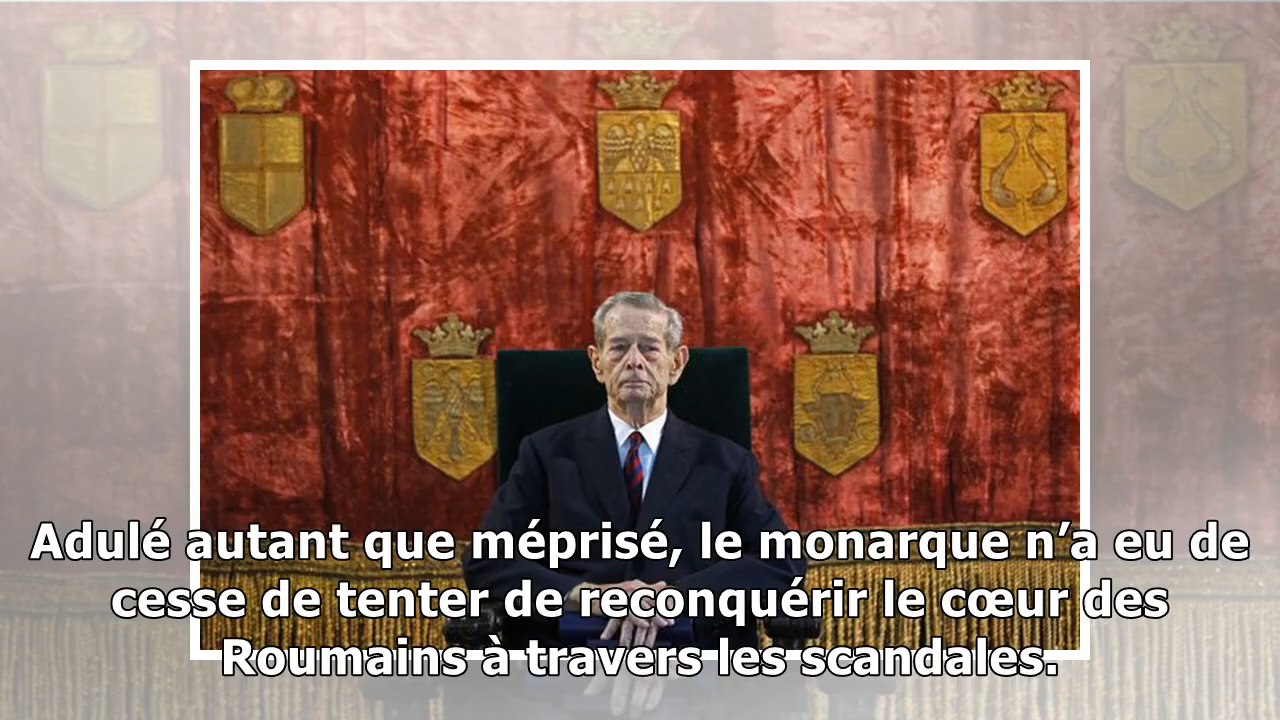 Adulé autant que méprisé, le monarque n’a eu de
cesse de tenter de reconquérir le cœur des
Roumains à travers les scandales.